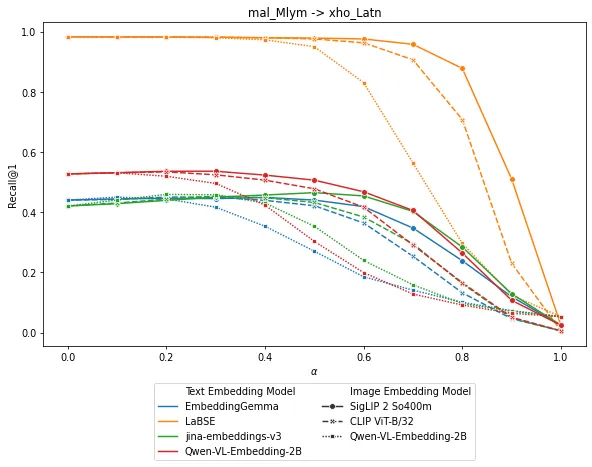 mal_Mlym -> xho_Latn
Recall@1
1.0
0.8
0.6
0.4
0.2
0.0
0.0 0.2 0.4 0.6 0.8 1.0
α
Text Embedding Model
EmbeddingGemma
LaBSE
jina-embeddings-v3
Qwen-VL-Embedding-2B
Image Embedding Model
SigLIP 2 So400m
CLIP ViT-B/32
Qwen-VL-Embedding-2B